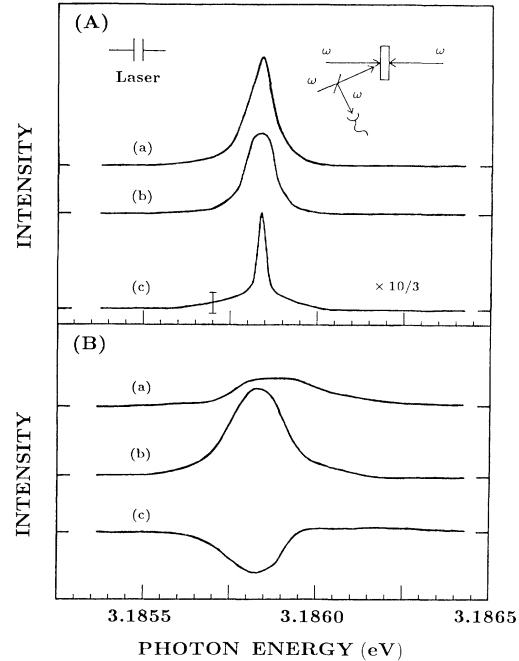 (A)
Laser
ω
ω
ω
ω
(a)
(b)
(c)
× 10/3
INTENSITY
(B)
(a)
(b)
(c)
INTENSITY
3.1855
3.1860
3.1865
PHOTON ENERGY (eV)